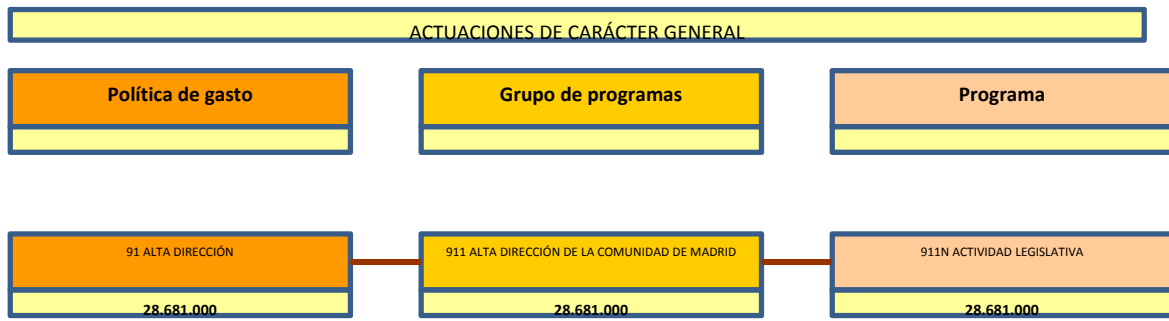 ACTUACIONES DE CARÁCTER GENERAL
Política de gasto
Grupo de programas
Programa
91 ALTA DIRECCIÓN
911 ALTA DIRECCIÓN DE LA COMUNIDAD DE MADRID
911N ACTIVIDAD LEGISLATIVA
28.681.000
28.681.000
28.681.000